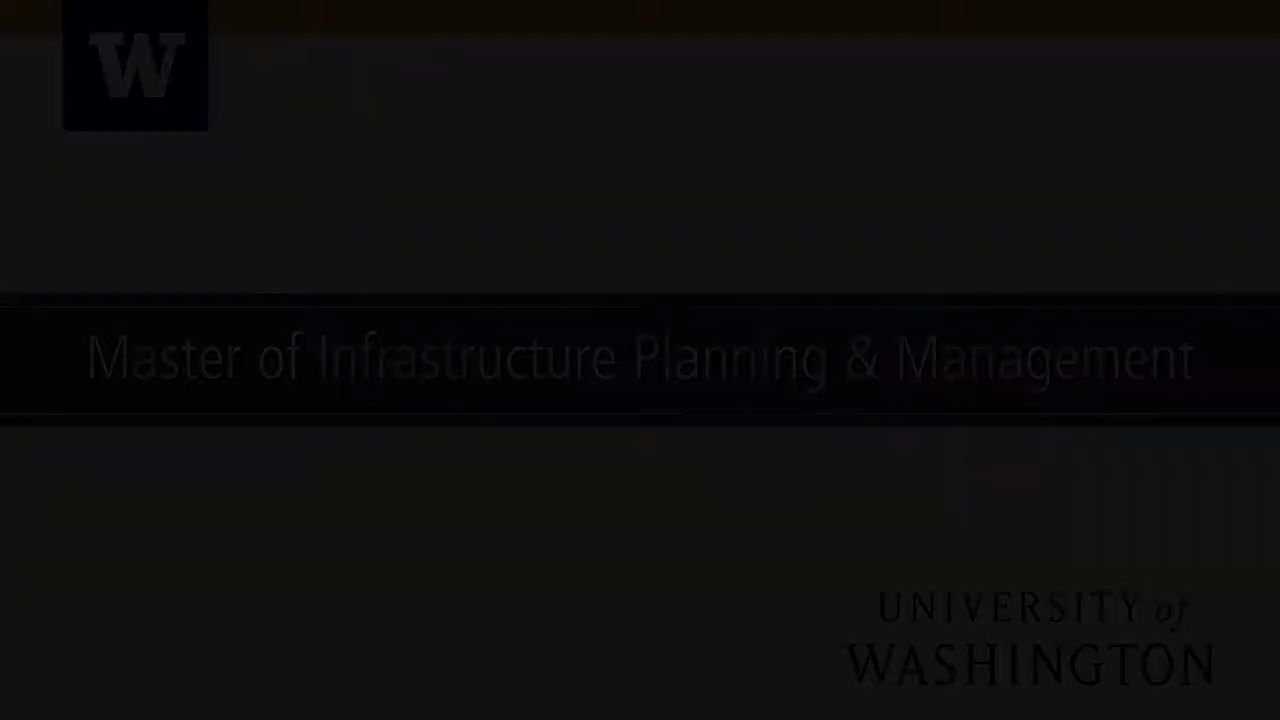 W
Master of Infrastructure Planning & Management
UNIVERSITY of
WASHINGTON